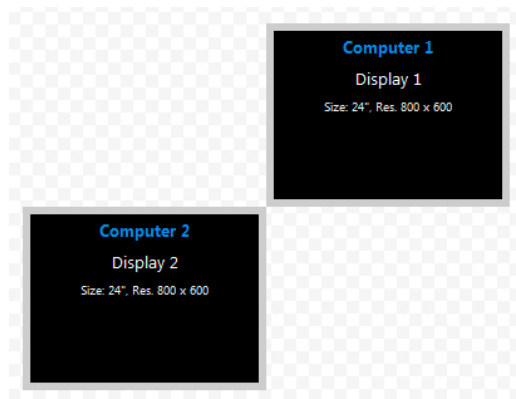 Computer 1
Display 1
Size: 24", Res. 800 x 600
Computer 2
Display 2
Size: 24", Res. 800 x 600